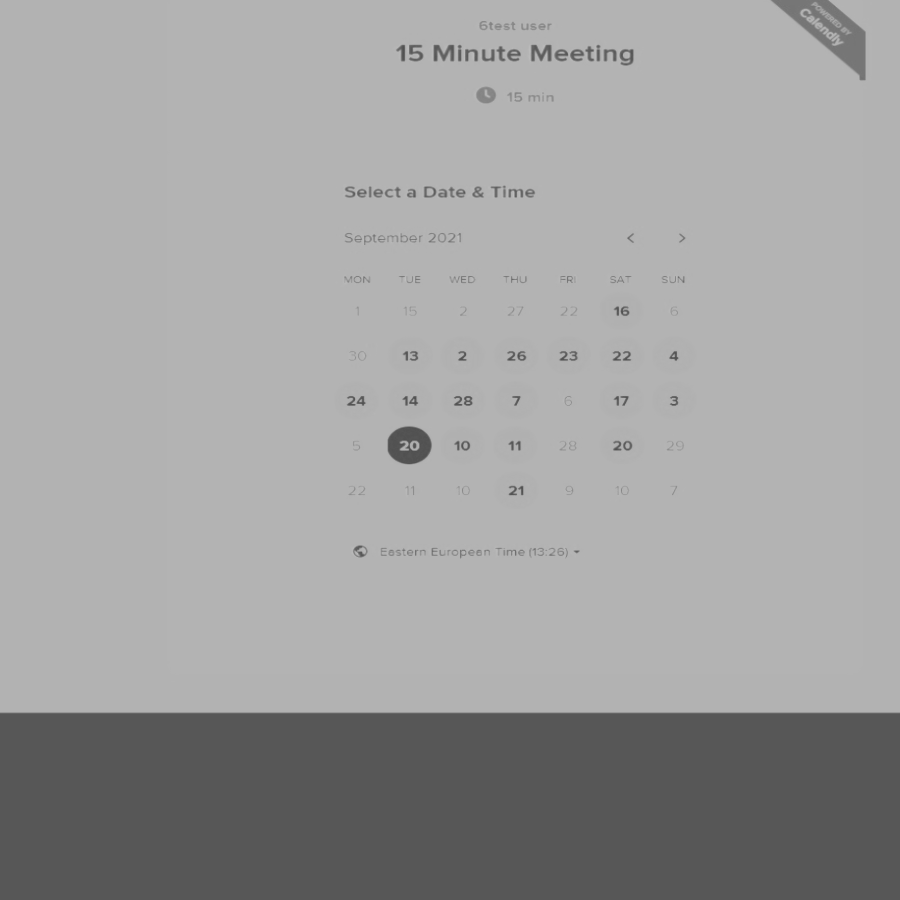 6test user
POWERED BY
Calendly
15 Minute Meeting
15 min
Select a Date & Time
September 2021
MON TUE WED THU FRI SAT SUN
1 15 2 27 22 16 6
30 13 2 26 23 22 4
24 14 28 7 6 17 3
5 20 10 11 28 20 29
22 11 10 21 9 10 7
Eastern European Time (13:26)